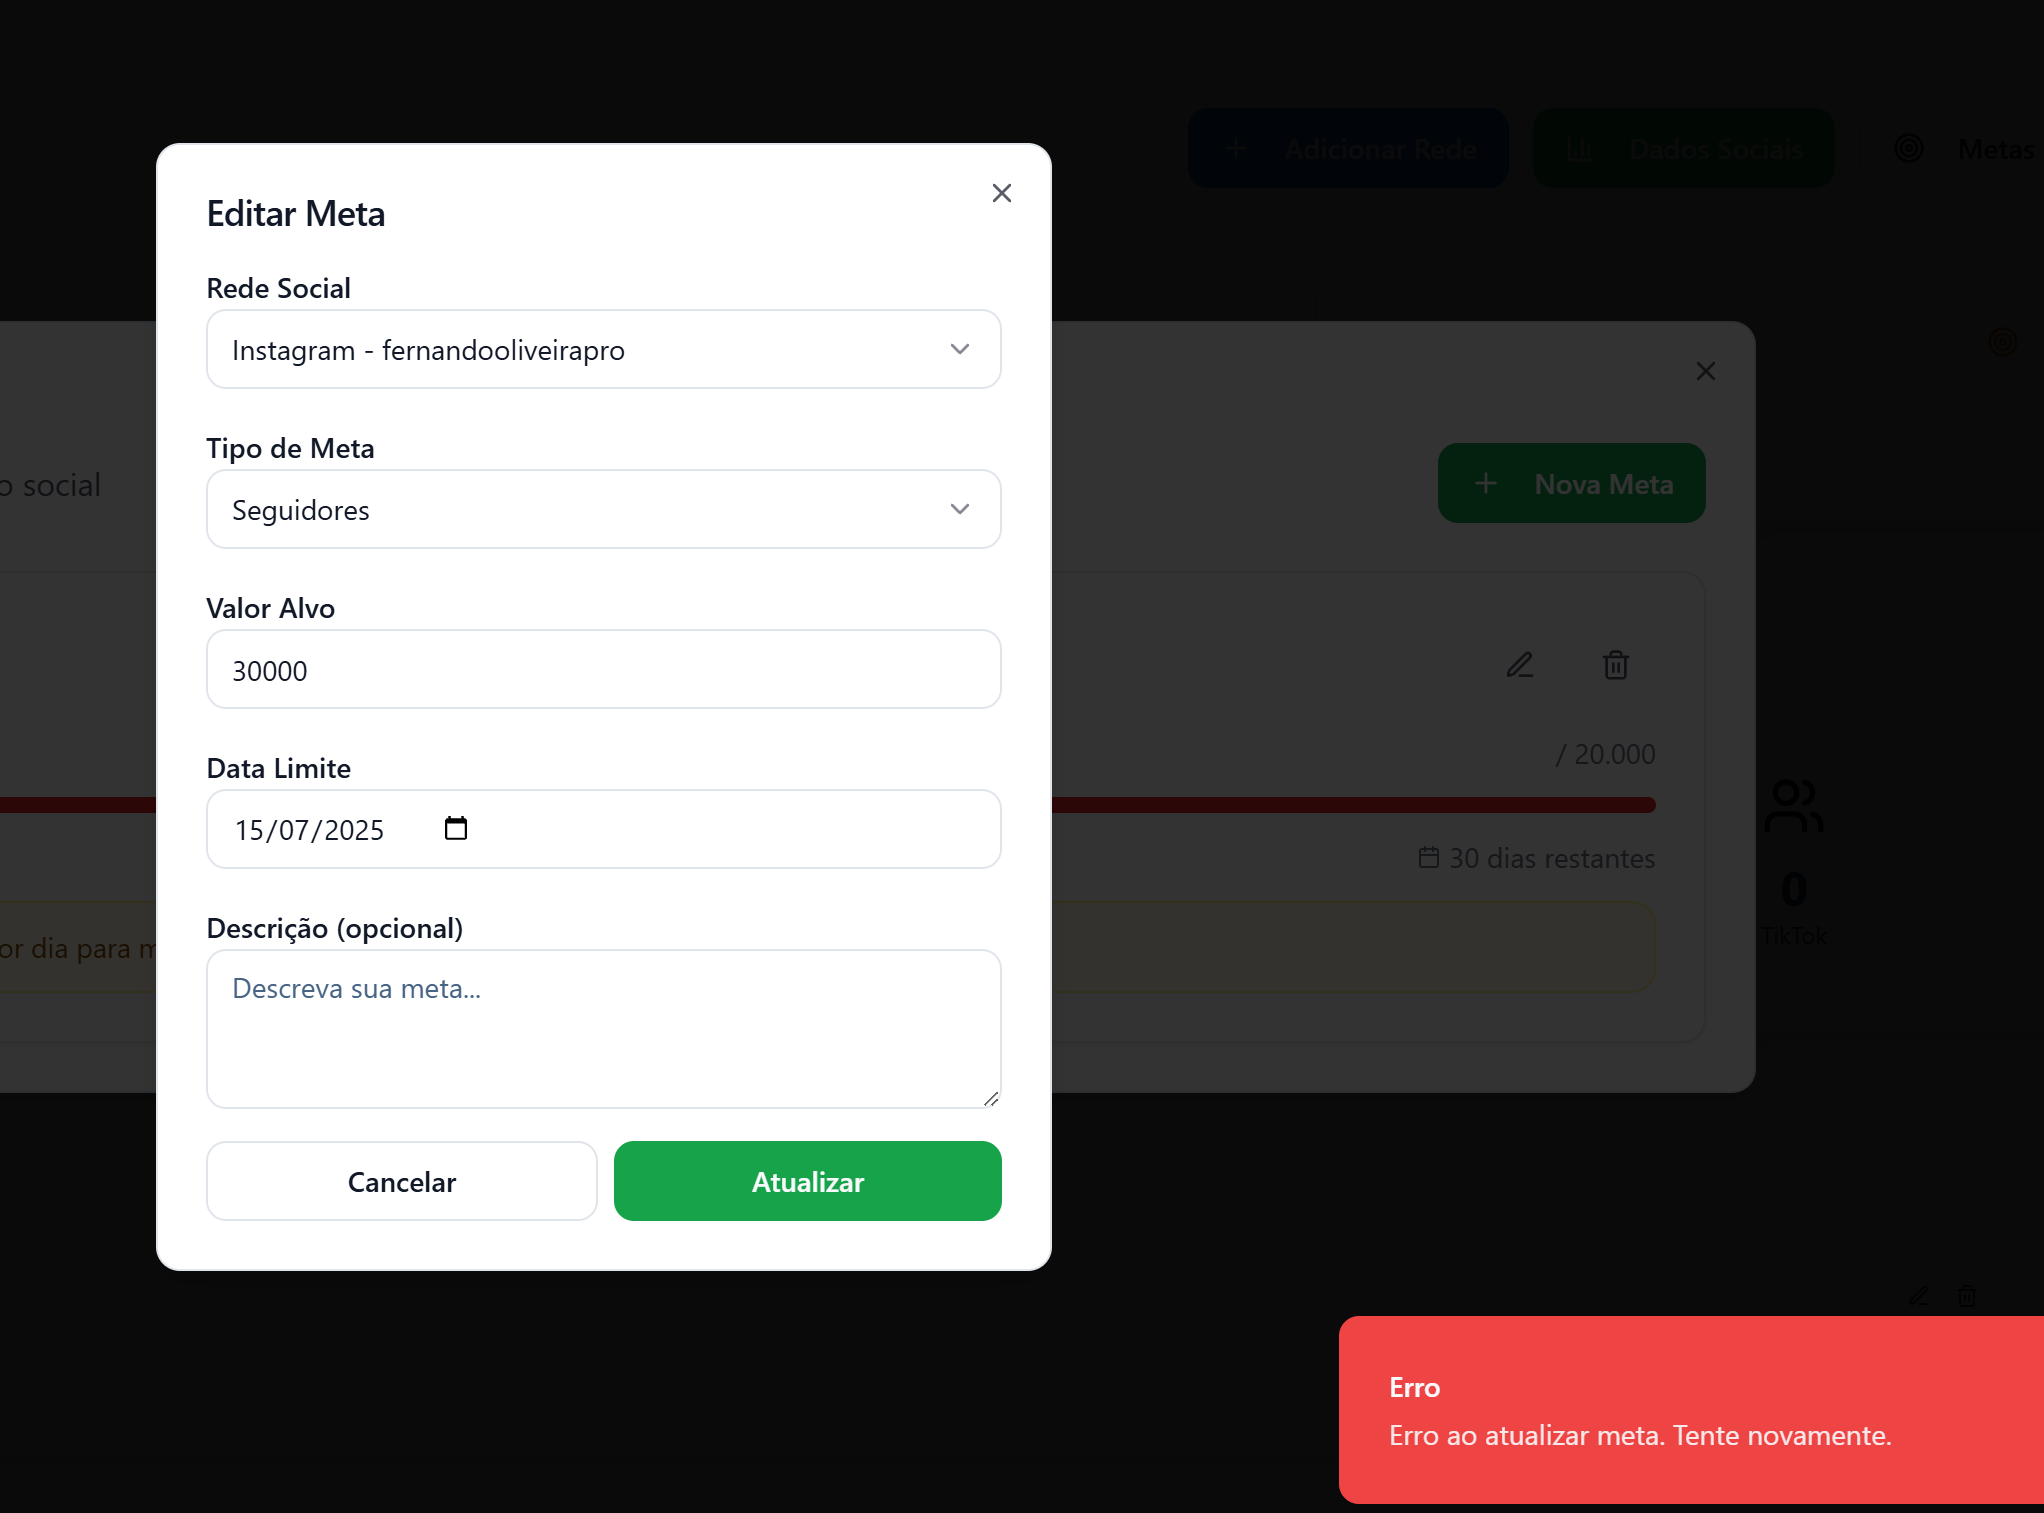 Adicionar Rede
Dados Sociais
Metas
Editar Meta
Rede Social
Instagram - fernandooliveirapro
Tipo de Meta
o social
Nova Meta
Seguidores
Valor Alvo
30000
/ 20.000
Data Limite
15/07/2025
30 dias restantes
0
TikTok
Descrição (opcional)
or dia para m
Descreva sua meta...
Cancelar
Atualizar
Erro
Erro ao atualizar meta. Tente novamente.